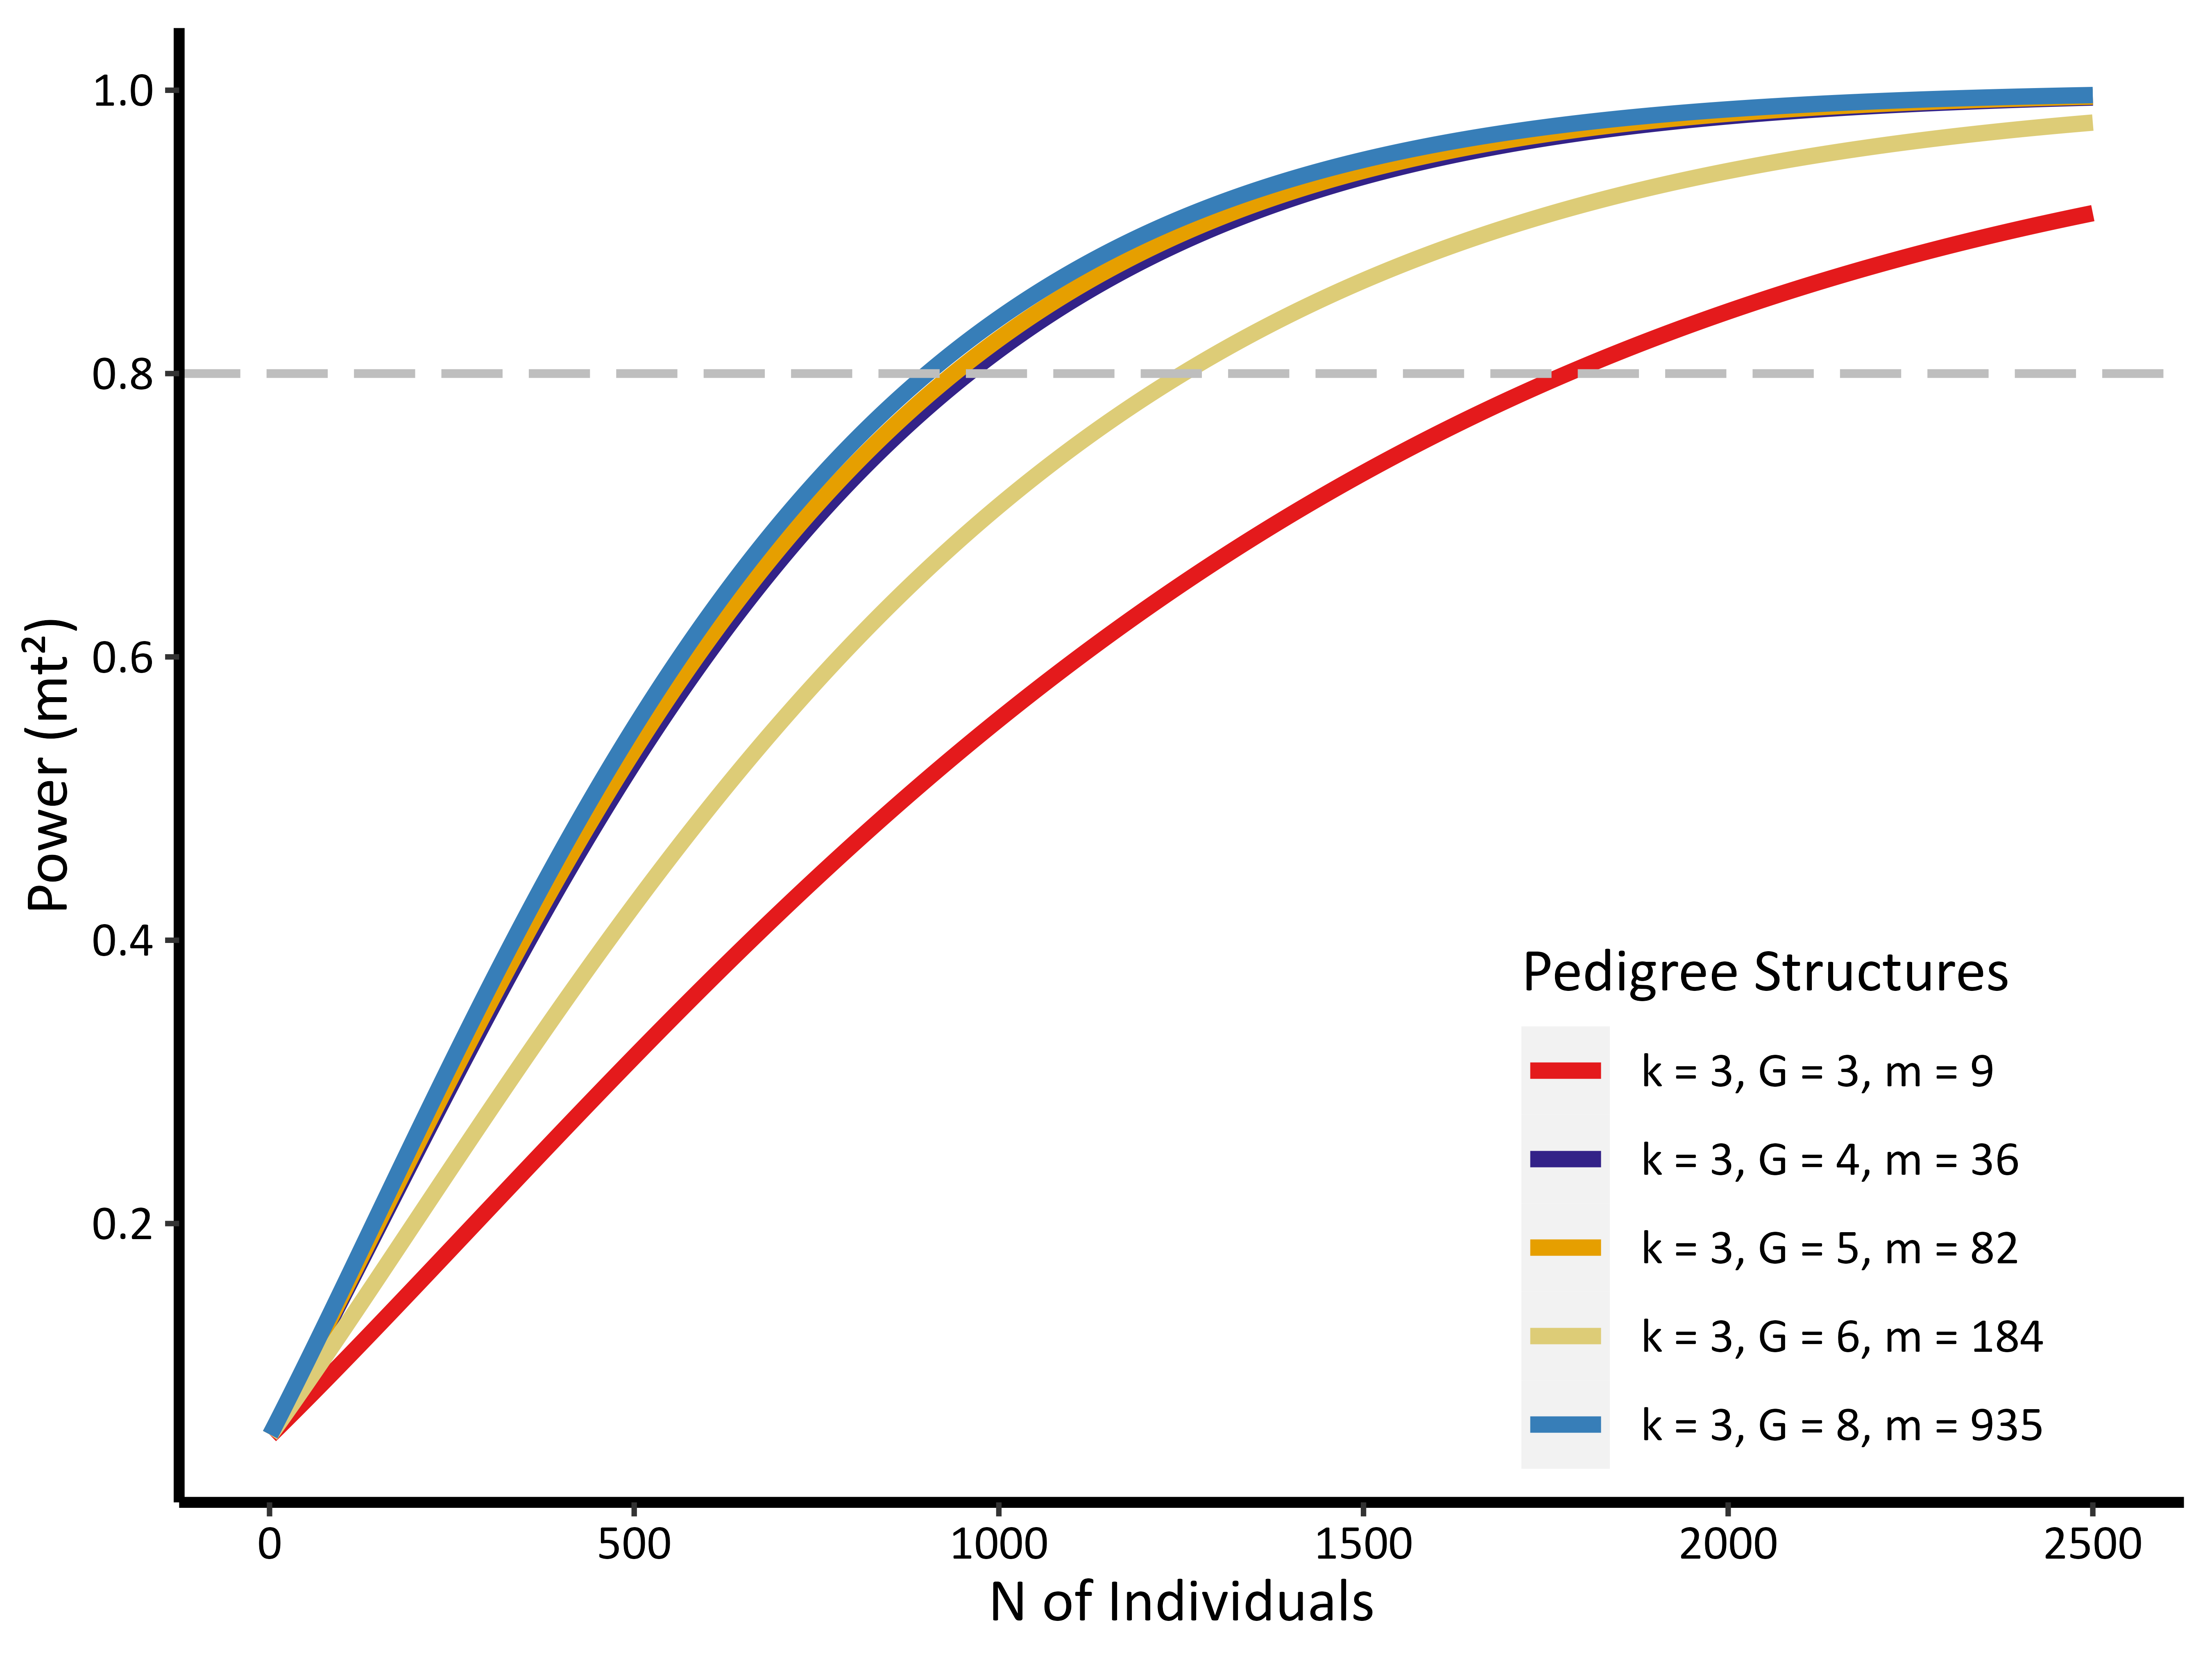 1.0
0.8
0.6
0.4
0.2
Power (mt²)
0
500
1000
1500
2000
2500
N of Individuals
Pedigree Structures
k = 3, G = 3, m = 9
k = 3, G = 4, m = 36
k = 3, G = 5, m = 82
k = 3, G = 6, m = 184
k = 3, G = 8, m = 935